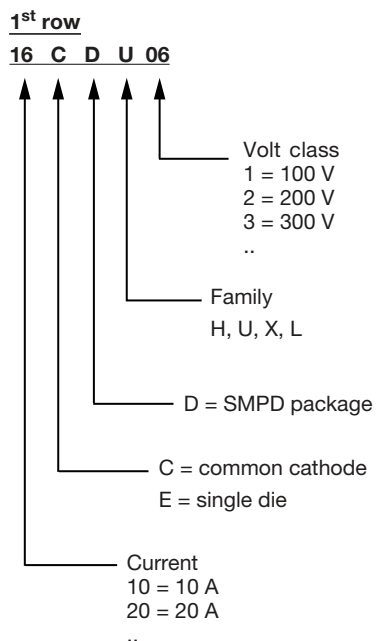 1st row
16 C D U 06
Volt class
1 = 100 V
2 = 200 V
3 = 300 V
..
Family
H, U, X, L
D = SMPD package
C = common cathode
E = single die
Current
10 = 10 A
20 = 20 A
..